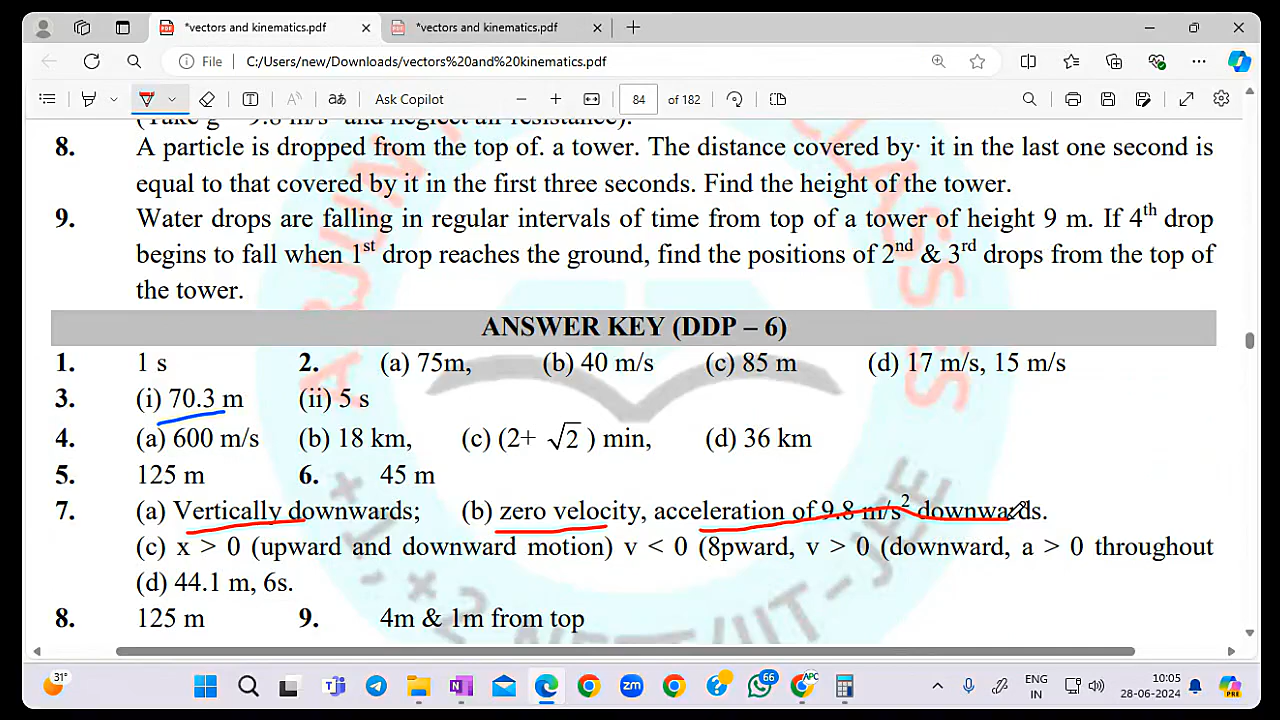 *vectors and kinematics.pdf
*vectors and kinematics.pdf
File C:/Users/new/Downloads/vectors%20and%20kinematics.pdf
Ask Copilot 84 of 182
8. A particle is dropped from the top of. a tower. The distance covered by· it in the last one second is
equal to that covered by it in the first three seconds. Find the height of the tower.
9. Water drops are falling in regular intervals of time from top of a tower of height 9 m. If 4th drop
begins to fall when 1st drop reaches the ground, find the positions of 2nd & 3rd drops from the top of
the tower.
ANSWER KEY (DDP – 6)
1. 1 s 2. (a) 75m, (b) 40 m/s (c) 85 m (d) 17 m/s, 15 m/s
3. (i) 70.3 m (ii) 5 s
4. (a) 600 m/s (b) 18 km, (c) (2+ √2 ) min, (d) 36 km
5. 125 m 6. 45 m
7. (a) Vertically downwards; (b) zero velocity, acceleration of 9.8 m/s2 downwards.
(c) x > 0 (upward and downward motion) v < 0 (8pward, v > 0 (downward, a > 0 throughout
(d) 44.1 m, 6s.
8. 125 m 9. 4m & 1m from top
31° 66 APC ENG IN 10:05 28-06-2024 PRE